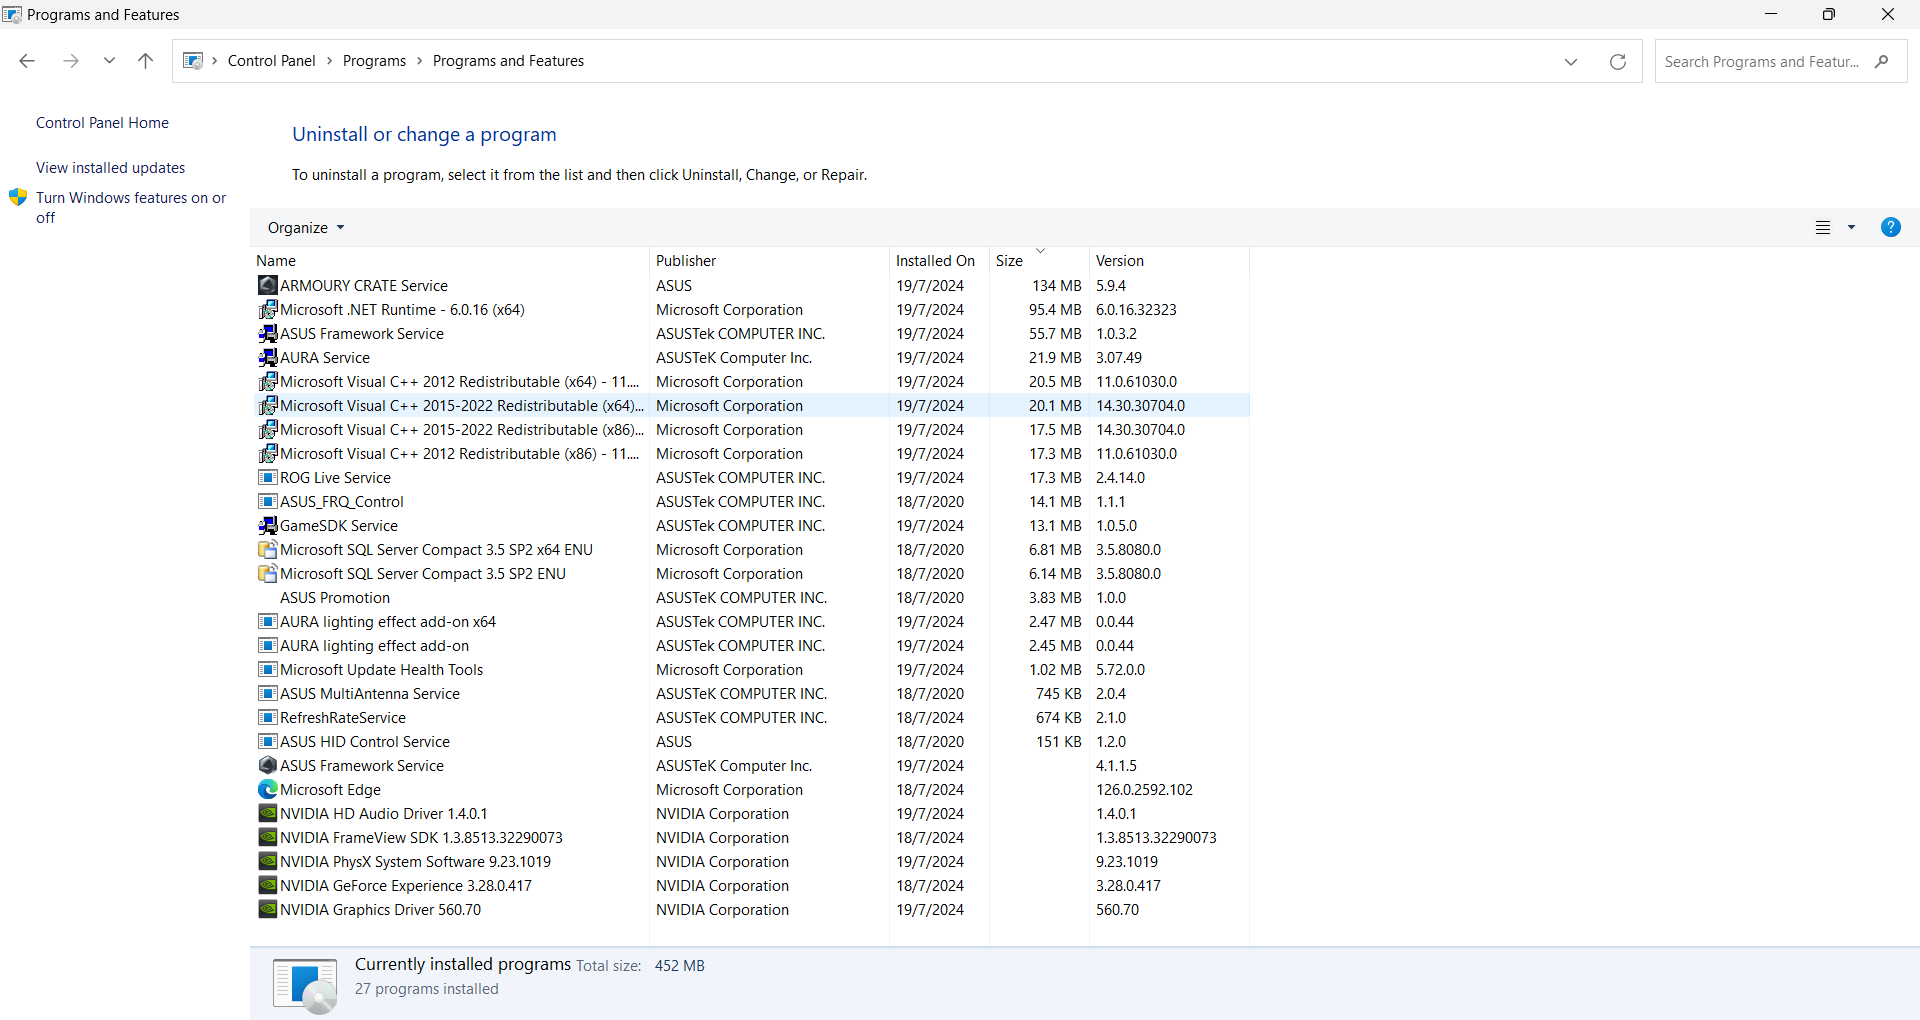 Programs and Features
Control Panel Programs Programs and Features
Search Programs and Featur...
Control Panel Home
View installed updates
Turn Windows features on or
off
Uninstall or change a program
To uninstall a program, select it from the list and then click Uninstall, Change, or Repair.
Organize
?
Name Publisher Installed On Size Version
ARMOURY CRATE Service ASUS 19/7/2024 134 MB 5.9.4
Microsoft .NET Runtime - 6.0.16 (x64) Microsoft Corporation 19/7/2024 95.4 MB 6.0.16.32323
ASUS Framework Service ASUSTek COMPUTER INC. 19/7/2024 55.7 MB 1.0.3.2
AURA Service ASUSTeK Computer Inc. 19/7/2024 21.9 MB 3.07.49
Microsoft Visual C++ 2012 Redistributable (x64) - 11.... Microsoft Corporation 19/7/2024 20.5 MB 11.0.61030.0
Microsoft Visual C++ 2015-2022 Redistributable (x64)... Microsoft Corporation 19/7/2024 20.1 MB 14.30.30704.0
Microsoft Visual C++ 2015-2022 Redistributable (x86)... Microsoft Corporation 19/7/2024 17.5 MB 14.30.30704.0
Microsoft Visual C++ 2012 Redistributable (x86) - 11.... Microsoft Corporation 19/7/2024 17.3 MB 11.0.61030.0
ROG Live Service ASUSTek COMPUTER INC. 19/7/2024 17.3 MB 2.4.14.0
ASUS_FRQ_Control ASUSTek COMPUTER INC. 18/7/2020 14.1 MB 1.1.1
GameSDK Service ASUSTek COMPUTER INC. 19/7/2024 13.1 MB 1.0.5.0
Microsoft SQL Server Compact 3.5 SP2 x64 ENU Microsoft Corporation 18/7/2020 6.81 MB 3.5.8080.0
Microsoft SQL Server Compact 3.5 SP2 ENU Microsoft Corporation 18/7/2020 6.14 MB 3.5.8080.0
ASUS Promotion ASUSTeK COMPUTER INC. 18/7/2020 3.83 MB 1.0.0
AURA lighting effect add-on x64 ASUSTek COMPUTER INC. 19/7/2024 2.47 MB 0.0.44
AURA lighting effect add-on ASUSTek COMPUTER INC. 19/7/2024 2.45 MB 0.0.44
Microsoft Update Health Tools Microsoft Corporation 19/7/2024 1.02 MB 5.72.0.0
ASUS MultiAntenna Service ASUSTeK COMPUTER INC. 18/7/2020 745 KB 2.0.4
RefreshRateService ASUSTeK COMPUTER INC. 18/7/2024 674 KB 2.1.0
ASUS HID Control Service ASUS 18/7/2020 151 KB 1.2.0
ASUS Framework Service ASUSTeK Computer Inc. 19/7/2024 4.1.1.5
Microsoft Edge Microsoft Corporation 18/7/2024 126.0.2592.102
NVIDIA HD Audio Driver 1.4.0.1 NVIDIA Corporation 19/7/2024 1.4.0.1
NVIDIA FrameView SDK 1.3.8513.32290073 NVIDIA Corporation 18/7/2024 1.3.8513.32290073
NVIDIA PhysX System Software 9.23.1019 NVIDIA Corporation 19/7/2024 9.23.1019
NVIDIA GeForce Experience 3.28.0.417 NVIDIA Corporation 18/7/2024 3.28.0.417
NVIDIA Graphics Driver 560.70 NVIDIA Corporation 19/7/2024 560.70
Currently installed programs Total size: 452 MB
27 programs installed